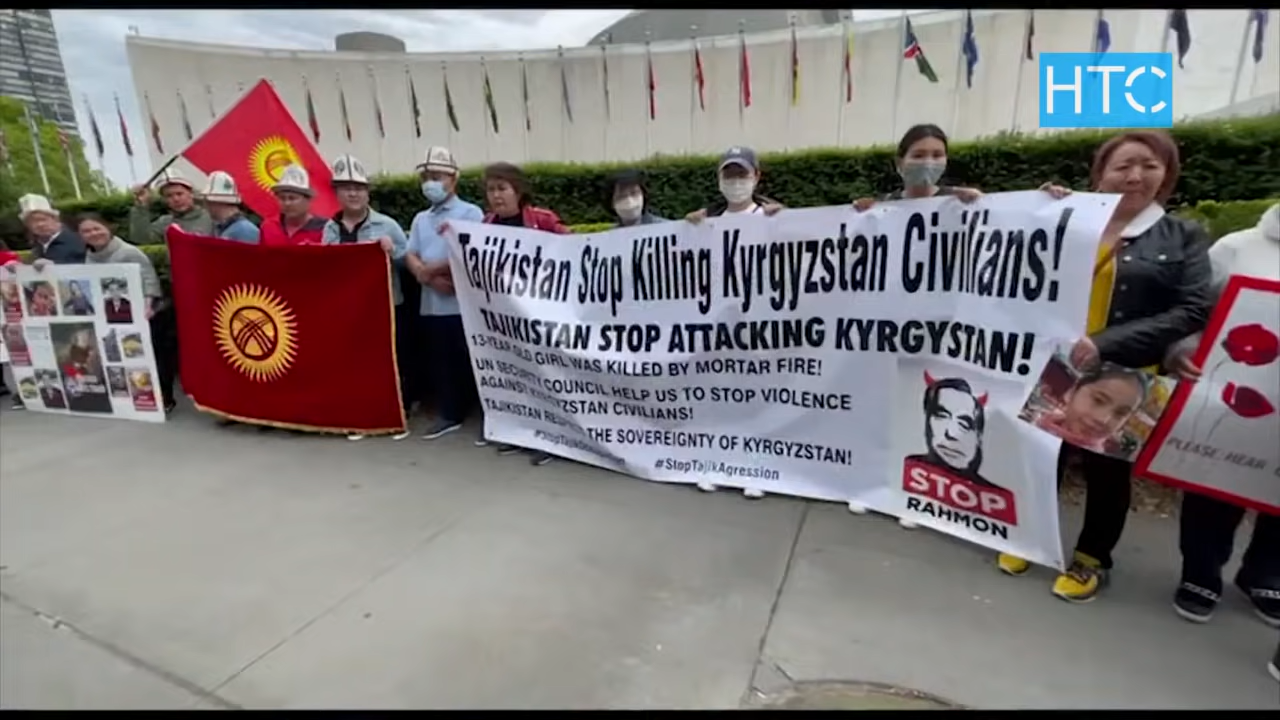 НТС
Tajikistan Stop Killing Kyrgyzstan Civilians!
TAJIKISTAN STOP ATTACKING KYRGYSTAN!
13-YEAR OLD GIRL WAS KILLED BY MORTAR FIRE!
UN SECURITY COUNCIL HELP US TO STOP VIOLENCE
AGAINST KYRGYZSTAN CIVILIANS!
TAJIKISTAN THE SOVEREIGNTY OF KYRGYZSTAN!
#StopTajikAgression
STOP
RAHMON
PLEASE, HEAR